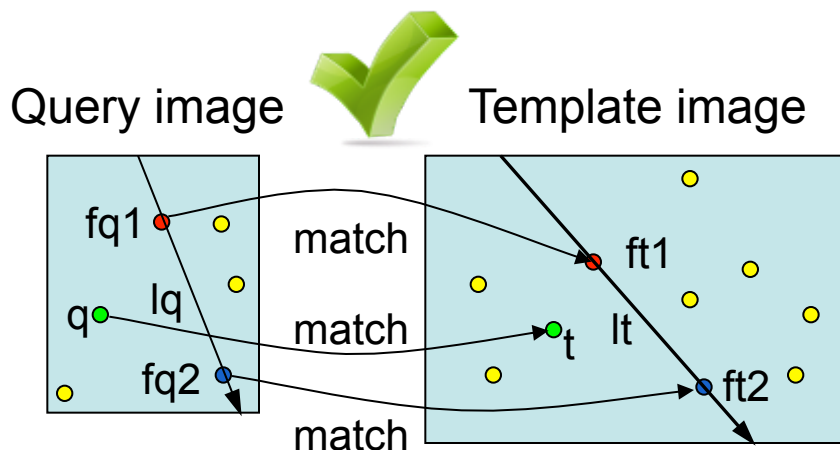 Query image
Template image
fq1
match
ft1
q
lq
match
t
lt
fq2
match
ft2